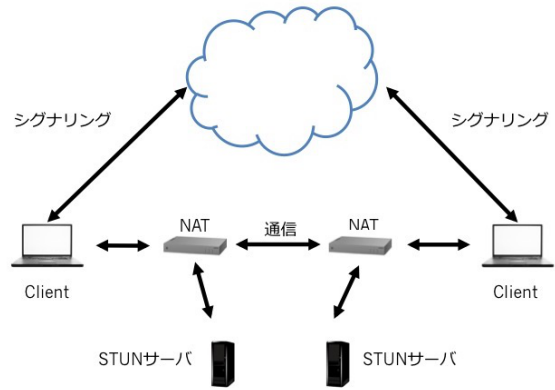 シグナリング
シグナリング
NAT
通信
NAT
Client
Client
STUNサーバ
STUNサーバ